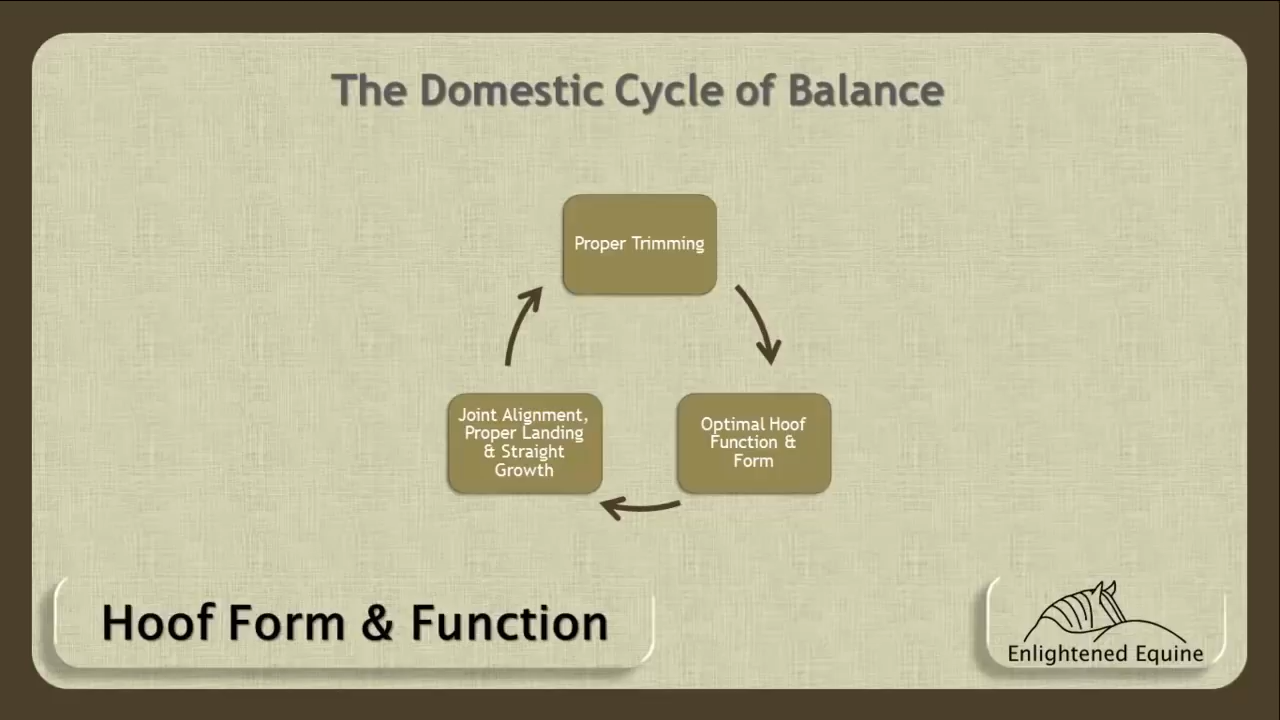 The Domestic Cycle of Balance
Proper Trimming
Joint Alignment,
Proper Landing
& Straight
Growth
Optimal Hoof
Function &
Form
Hoof Form & Function
Enlightened Equine